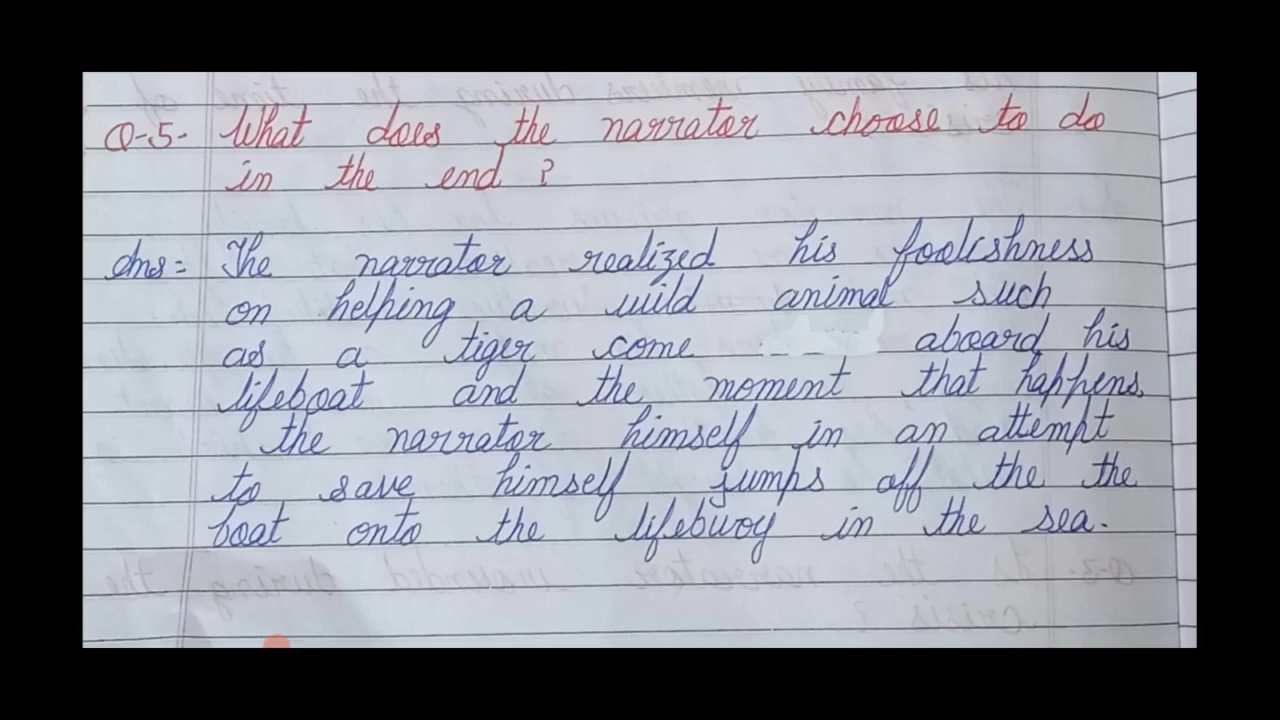 Q-5- What does the narrator choose to do
in the end ?
Ans = The narrator realized his foolishness
on helping a wild animal such
as a tiger come aboard his
lifeboat and the moment that happens
the narrator himself in an attempt
to save himself jumps off the the
boat onto the lifebuoy in the sea.